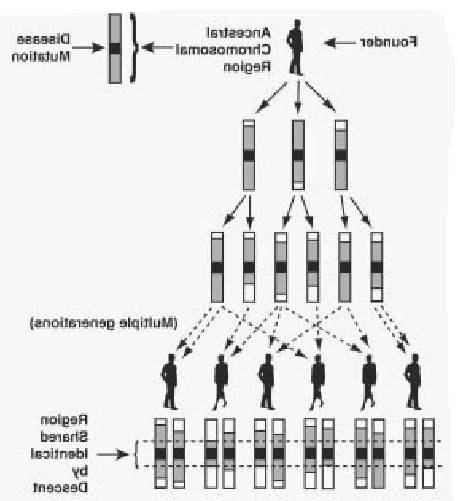 Disease
Mutation
Ancestral
Chromosomal
Region
Founder
(Multiple generations)
Region
Shared
Identical
by
Descent